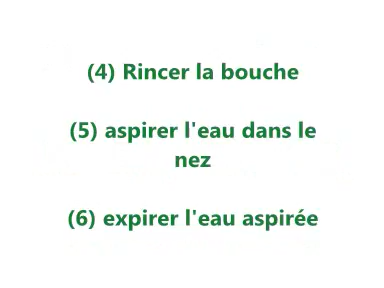 (4) Rincer la bouche
(5) aspirer l'eau dans le
nez
(6) expirer l'eau aspirée